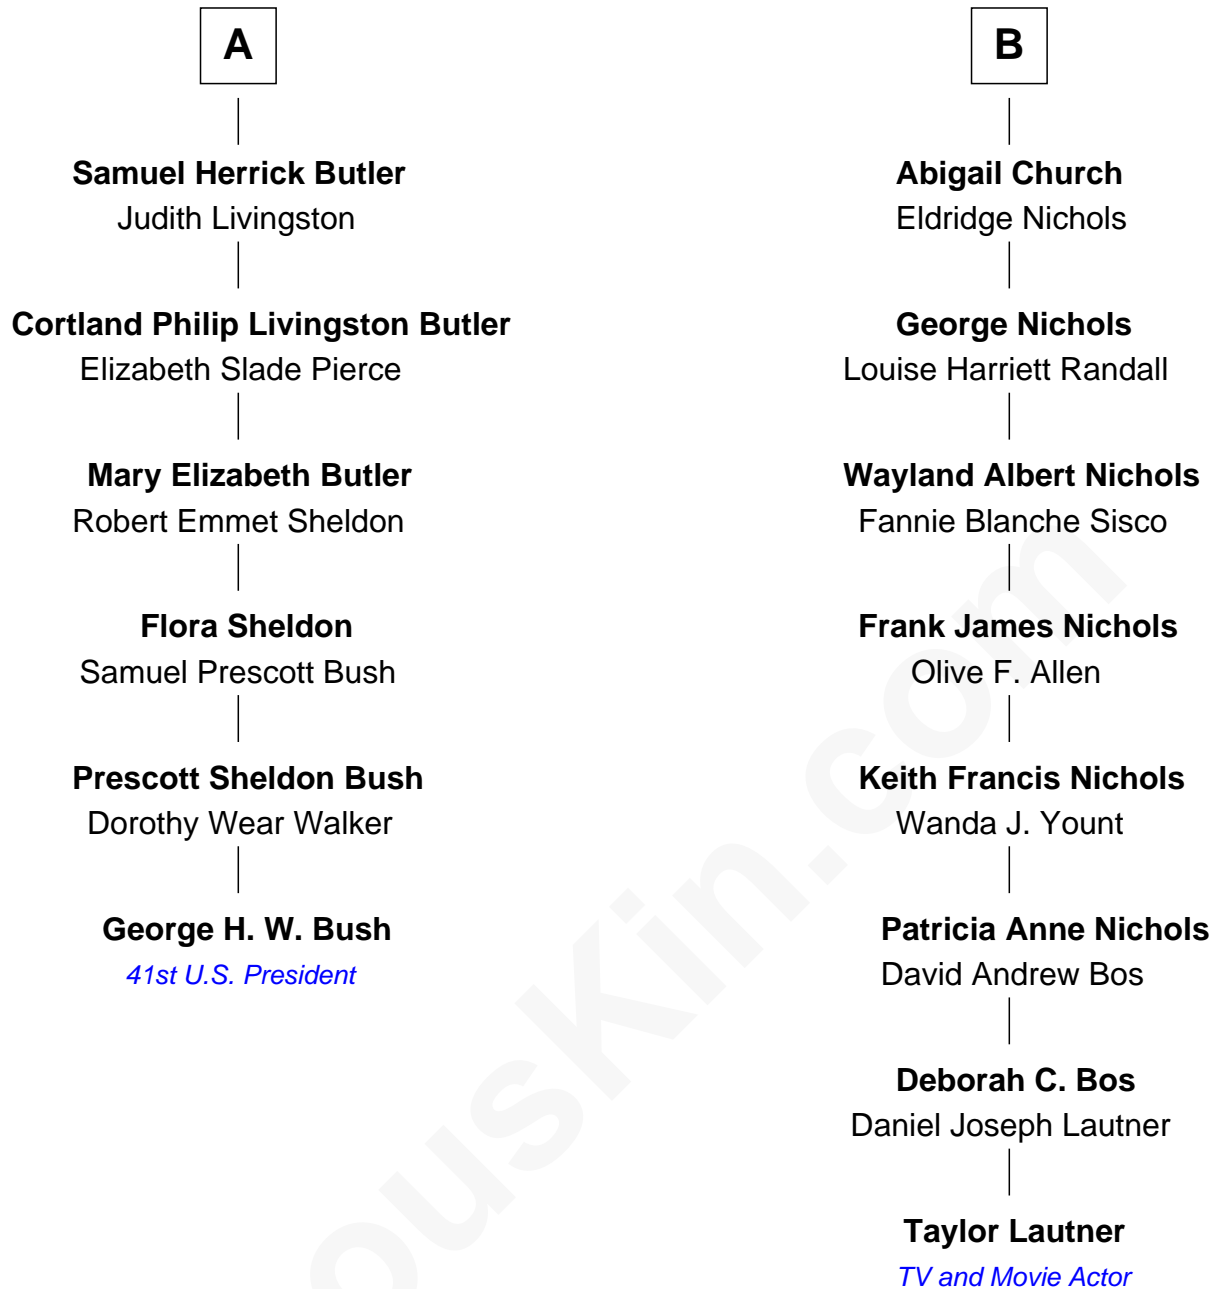 A
Samuel Herrick Butler
Judith Livingston
Cortland Philip Livingston Butler
Elizabeth Slade Pierce
Mary Elizabeth Butler
Robert Emmet Sheldon
Flora Sheldon
Samuel Prescott Bush
Prescott Sheldon Bush
Dorothy Wear Walker
George H. W. Bush
41st U.S. President
B
Abigail Church
Eldridge Nichols
George Nichols
Louise Harriett Randall
Wayland Albert Nichols
Fannie Blanche Sisco
Frank James Nichols
Olive F. Allen
Keith Francis Nichols
Wanda J. Yount
Patricia Anne Nichols
David Andrew Bos
Deborah C. Bos
Daniel Joseph Lautner
Taylor Lautner
TV and Movie Actor
ousKin.com